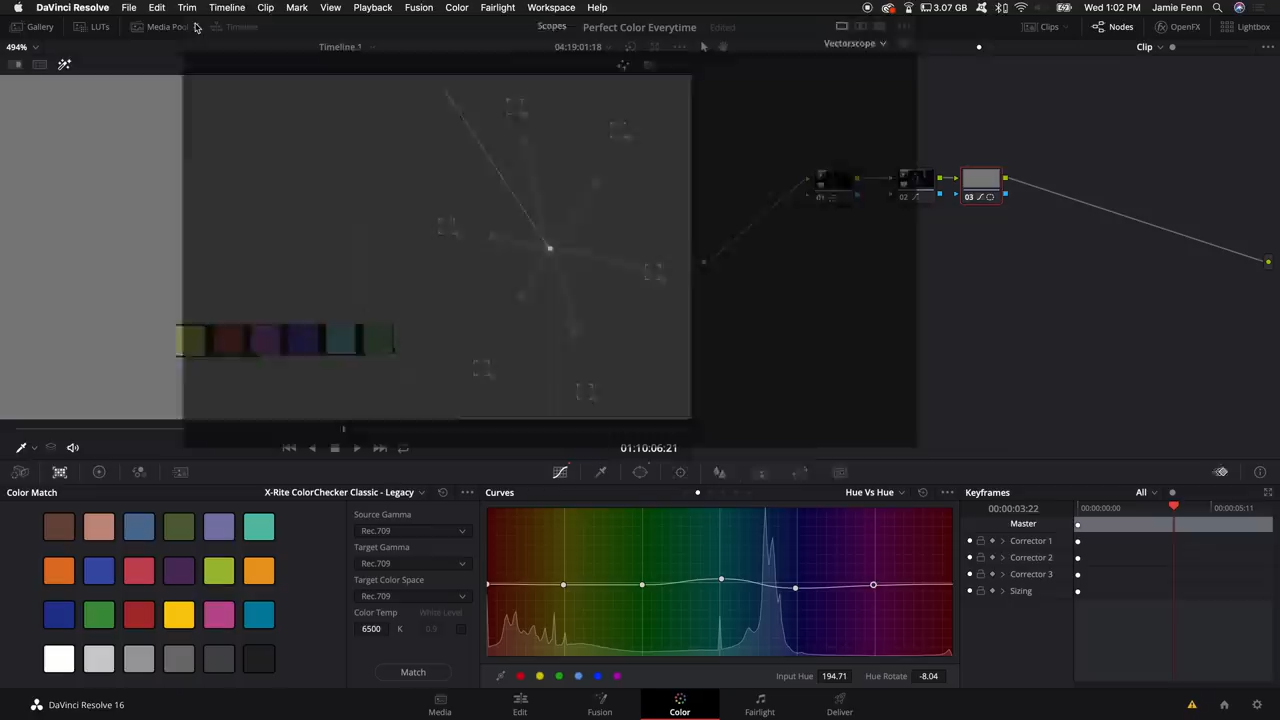 DaVinci Resolve File Edit Trim Timeline Clip Mark View Playback Fusion Color Fairlight Workspace Help 3.07 GB Wed 1:02 PM Jamie Fenn
Gallery LUTs Media Pool Timeline Scopes Perfect Color Everytime Edited Clips Nodes OpenFX Lightbox
494% Timeline 1 04:19:01:18 Vectorscope Clip
01 02 03
01:10:06:21
Color Match X-Rite ColorChecker Classic - Legacy Curves Hue Vs Hue Keyframes All
Source Gamma
Rec.709
Target Gamma
Rec.709
Target Color Space
Rec.709
Color Temp White Level
6500 K 0.9
Match
Input Hue 194.71 Hue Rotate -8.04
00:00:03:22 00:00:00:00 00:00:05:11
Master
Corrector 1
Corrector 2
Corrector 3
Sizing
DaVinci Resolve 16 Media Edit Fusion Color Fairlight Deliver